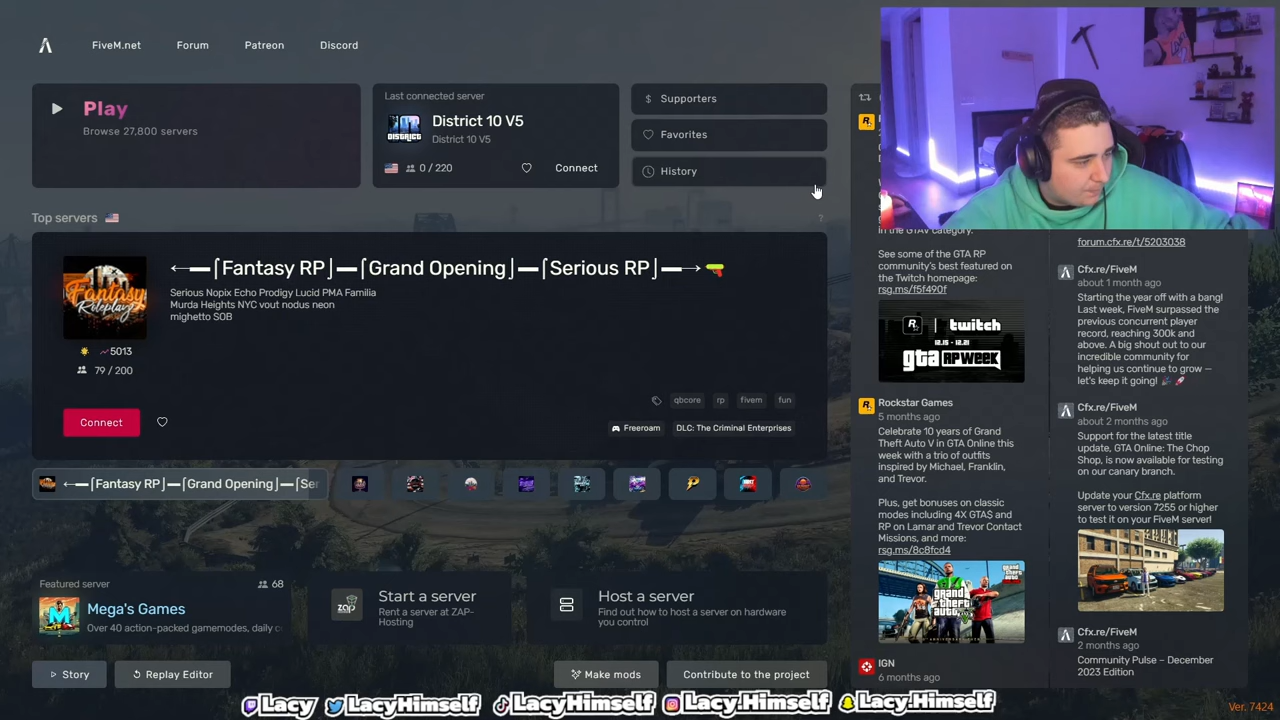 FiveM.net
Forum
Patreon
Discord
Play
Browse 27,800 servers
Last connected server
District 10 V5
District 10 V5
0 / 220
Connect
Supporters
Favorites
History
Top servers
?
←—⌈Fantasy RP⌋—⌈Grand Opening⌋—⌈Serious RP⌋—→
Serious Nopix Echo Prodigy Lucid PMA Familia
Murda Heights NYC vout nodus neon
mighetto SOB
Fantasy
Roleplay
5013
79 / 200
Connect
qbcore
rp
fivem
fun
Freeroam
DLC: The Criminal Enterprises
←—⌈Fantasy RP⌋—⌈Grand Opening⌋—⌈Ser
Featured server
68
Mega's Games
Over 40 action-packed gamemodes, daily c
ZAP
Start a server
Rent a server at ZAP-
Hosting
Host a server
Find out how to host a server on hardware
you control
Story
Replay Editor
Make mods
Contribute to the project
in the GTAV category.
See some of the GTA RP
community's best featured on
the Twitch homepage:
rsg.ms/f5f490f
R
twitch
12.15 - 12.21
gta RP WEEK
Rockstar Games
5 months ago
Celebrate 10 years of Grand
Theft Auto V in GTA Online this
week with a trio of outfits
inspired by Michael, Franklin,
and Trevor.
Plus, get bonuses on classic
modes including 4X GTA$ and
RP on Lamar and Trevor Contact
Missions, and more:
rsg.ms/8c8fcd4
grand
theft
auto
IGN
6 months ago
forum.cfx.re/t/5203038
Cfx.re/FiveM
about 1 month ago
Starting the year off with a bang!
Last week, FiveM surpassed the
previous concurrent player
record, reaching 300k and
above. A big shout out to our
incredible community for
helping us continue to grow —
let's keep it going!
Cfx.re/FiveM
about 2 months ago
Support for the latest title
update, GTA Online: The Chop
Shop, is now available for testing
on our canary branch.
Update your Cfx.re platform
server to version 7255 or higher
to test it on your FiveM server!
Cfx.re/FiveM
2 months ago
Community Pulse – December
2023 Edition
Lacy
LacyHimself
LacyHimself
LacyHimself
LacyHimself
Ver. 7424